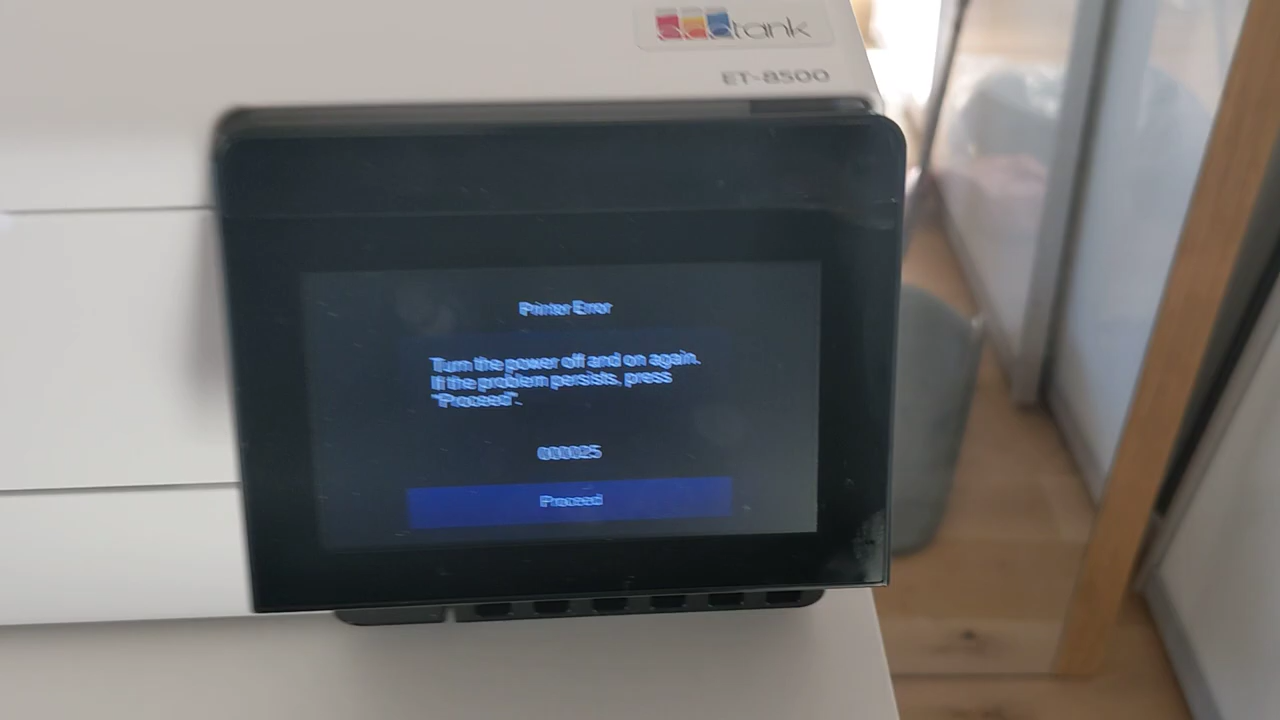 ecotank
ET-8500
Printer Error
Turn the power off and on again.
If the problem persists, press
"Proceed".
000025
Proceed